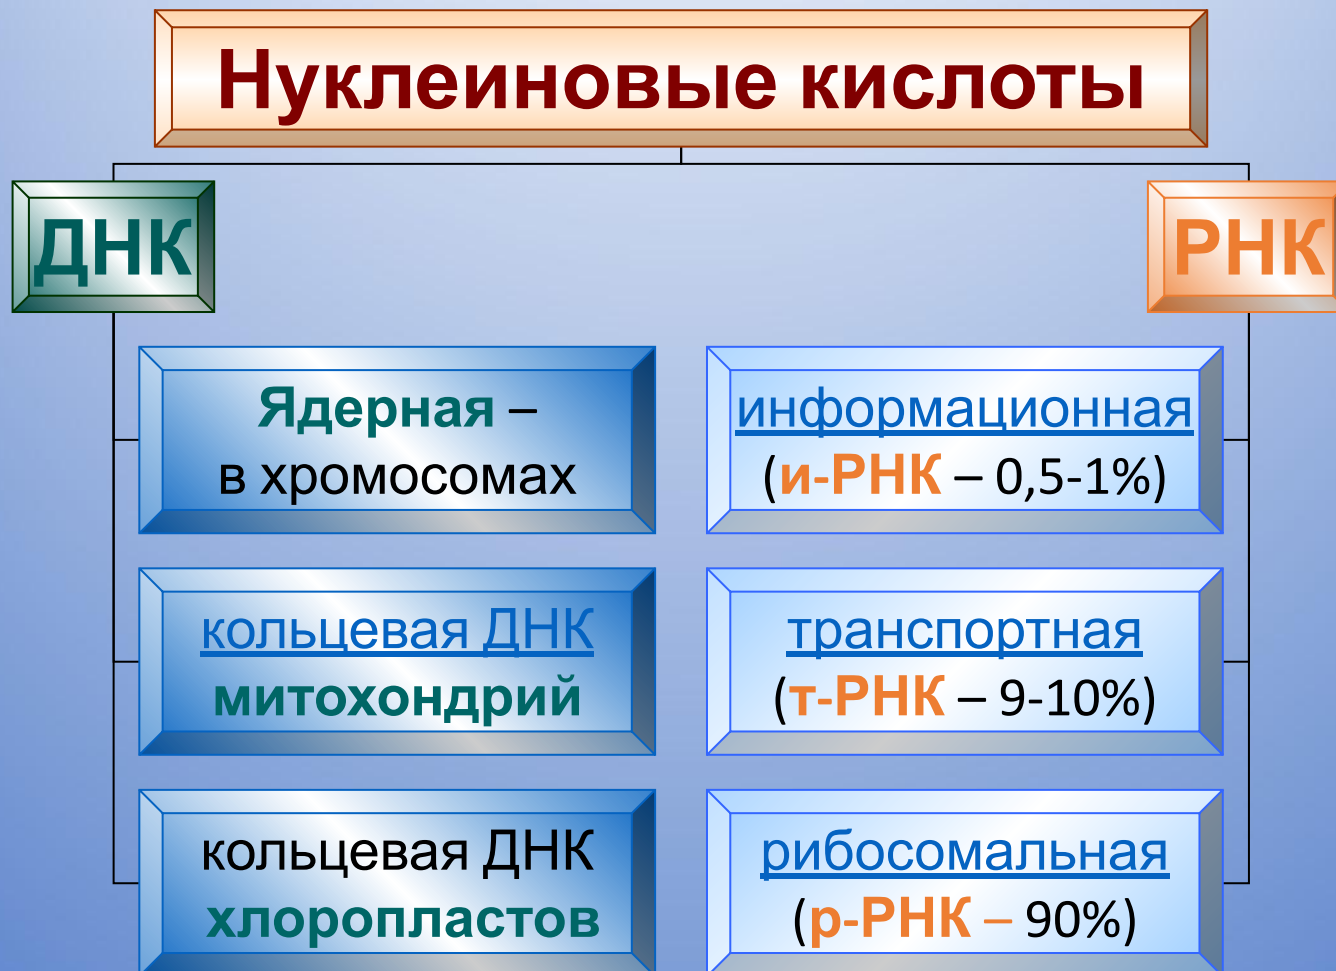 Нуклеиновые кислоты
ДНК
РНК
Ядерная –
в хромосомах
информационная
(и-РНК – 0,5-1%)
кольцевая ДНК
митохондрий
транспортная
(т-РНК – 9-10%)
кольцевая ДНК
хлоропластов
рибосомальная
(р-РНК – 90%)